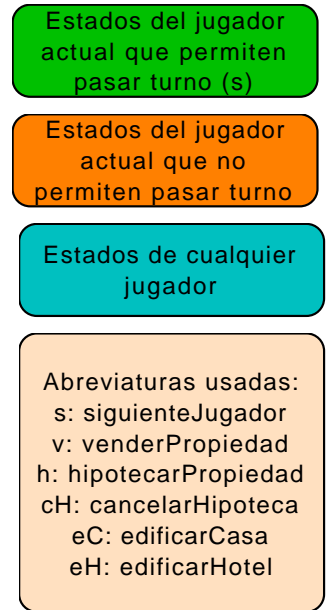 Estados del jugador
actual que permiten
pasar turno (s)
Estados del jugador
actual que no
permiten pasar turno
Estados de cualquier
jugador
Abreviaturas usadas:
s: siguienteJugador
v: venderPropiedad
h: hipotecarPropiedad
cH: cancelarHipoteca
eC: edificarCasa
eH: edificarHotel